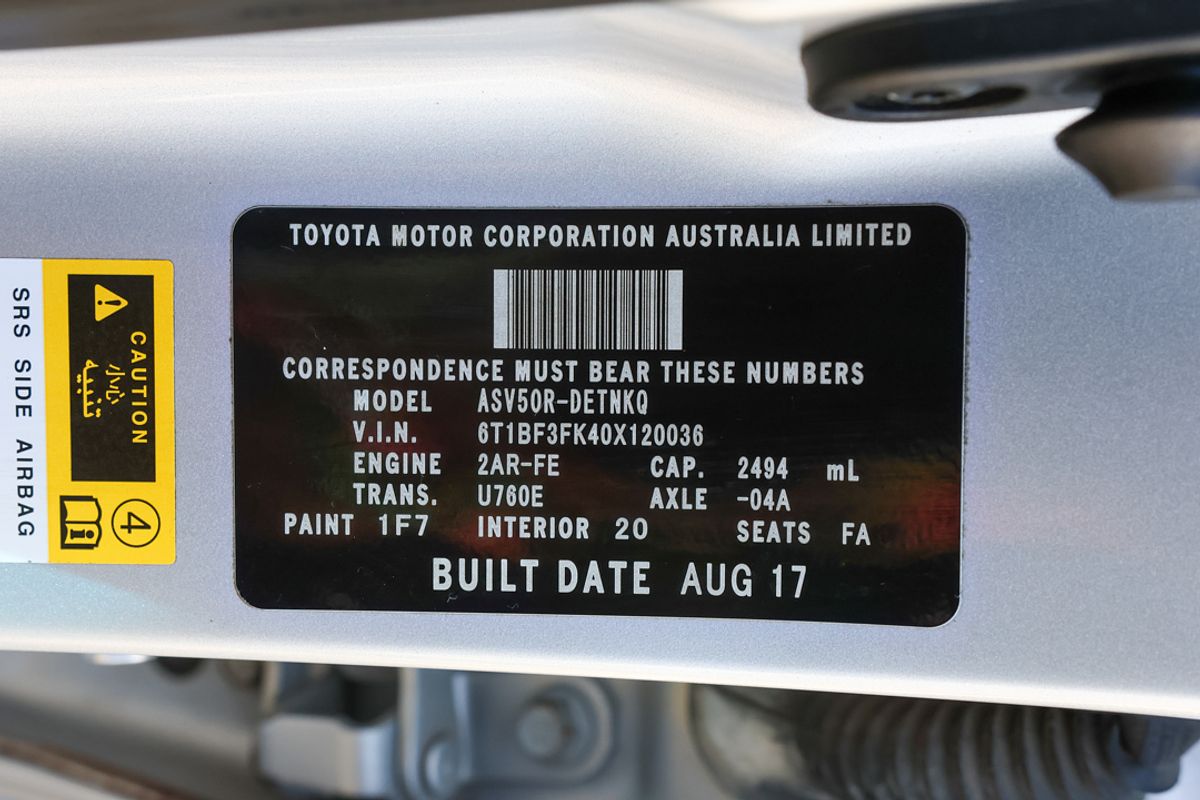 TOYOTA MOTOR CORPORATION AUSTRALIA LIMITED
CORRESPONDENCE MUST BEAR THESE NUMBERS
MODEL ASV50R-DETNKQ
V.I.N. 6T1BF3FK40X120036
ENGINE 2AR-FE CAP. 2494 mL
TRANS. U760E AXLE -04A
PAINT 1F7 INTERIOR 20 SEATS FA
BUILT DATE AUG 17
CAUTION
小心
تنبيه
4
SRS SIDE AIRBAG